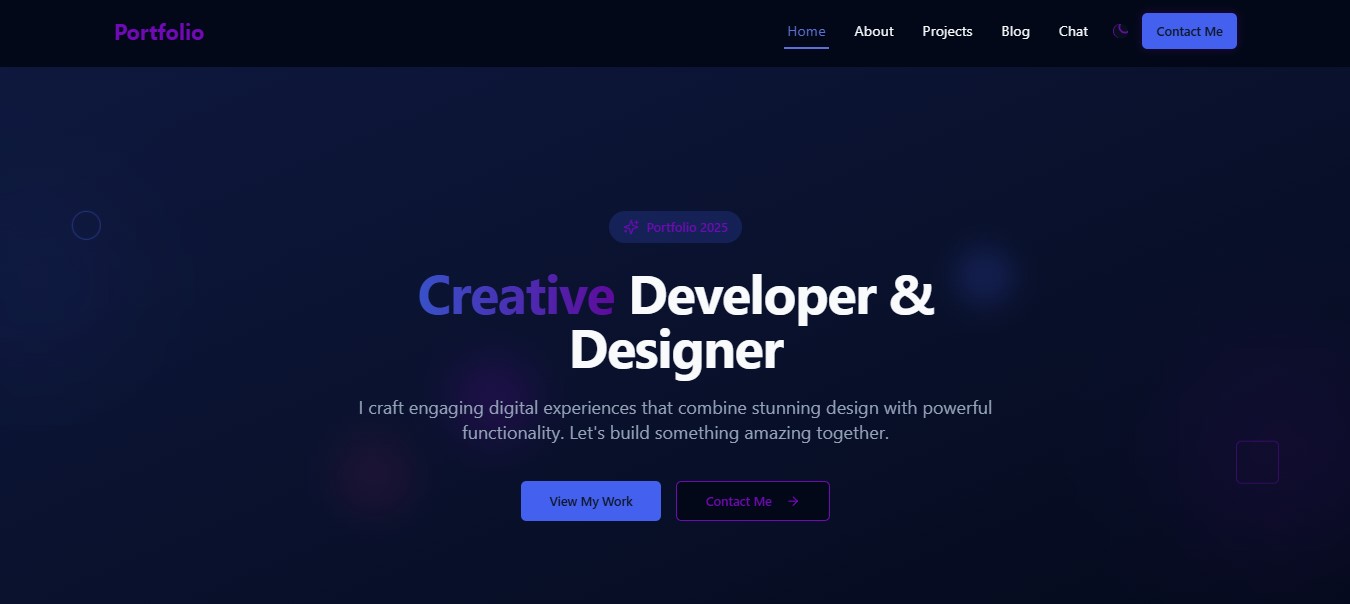 Portfolio
Home About Projects Blog Chat Contact Me
Portfolio 2025
Creative Developer &
Designer
I craft engaging digital experiences that combine stunning design with powerful
functionality. Let's build something amazing together.
View My Work
Contact Me